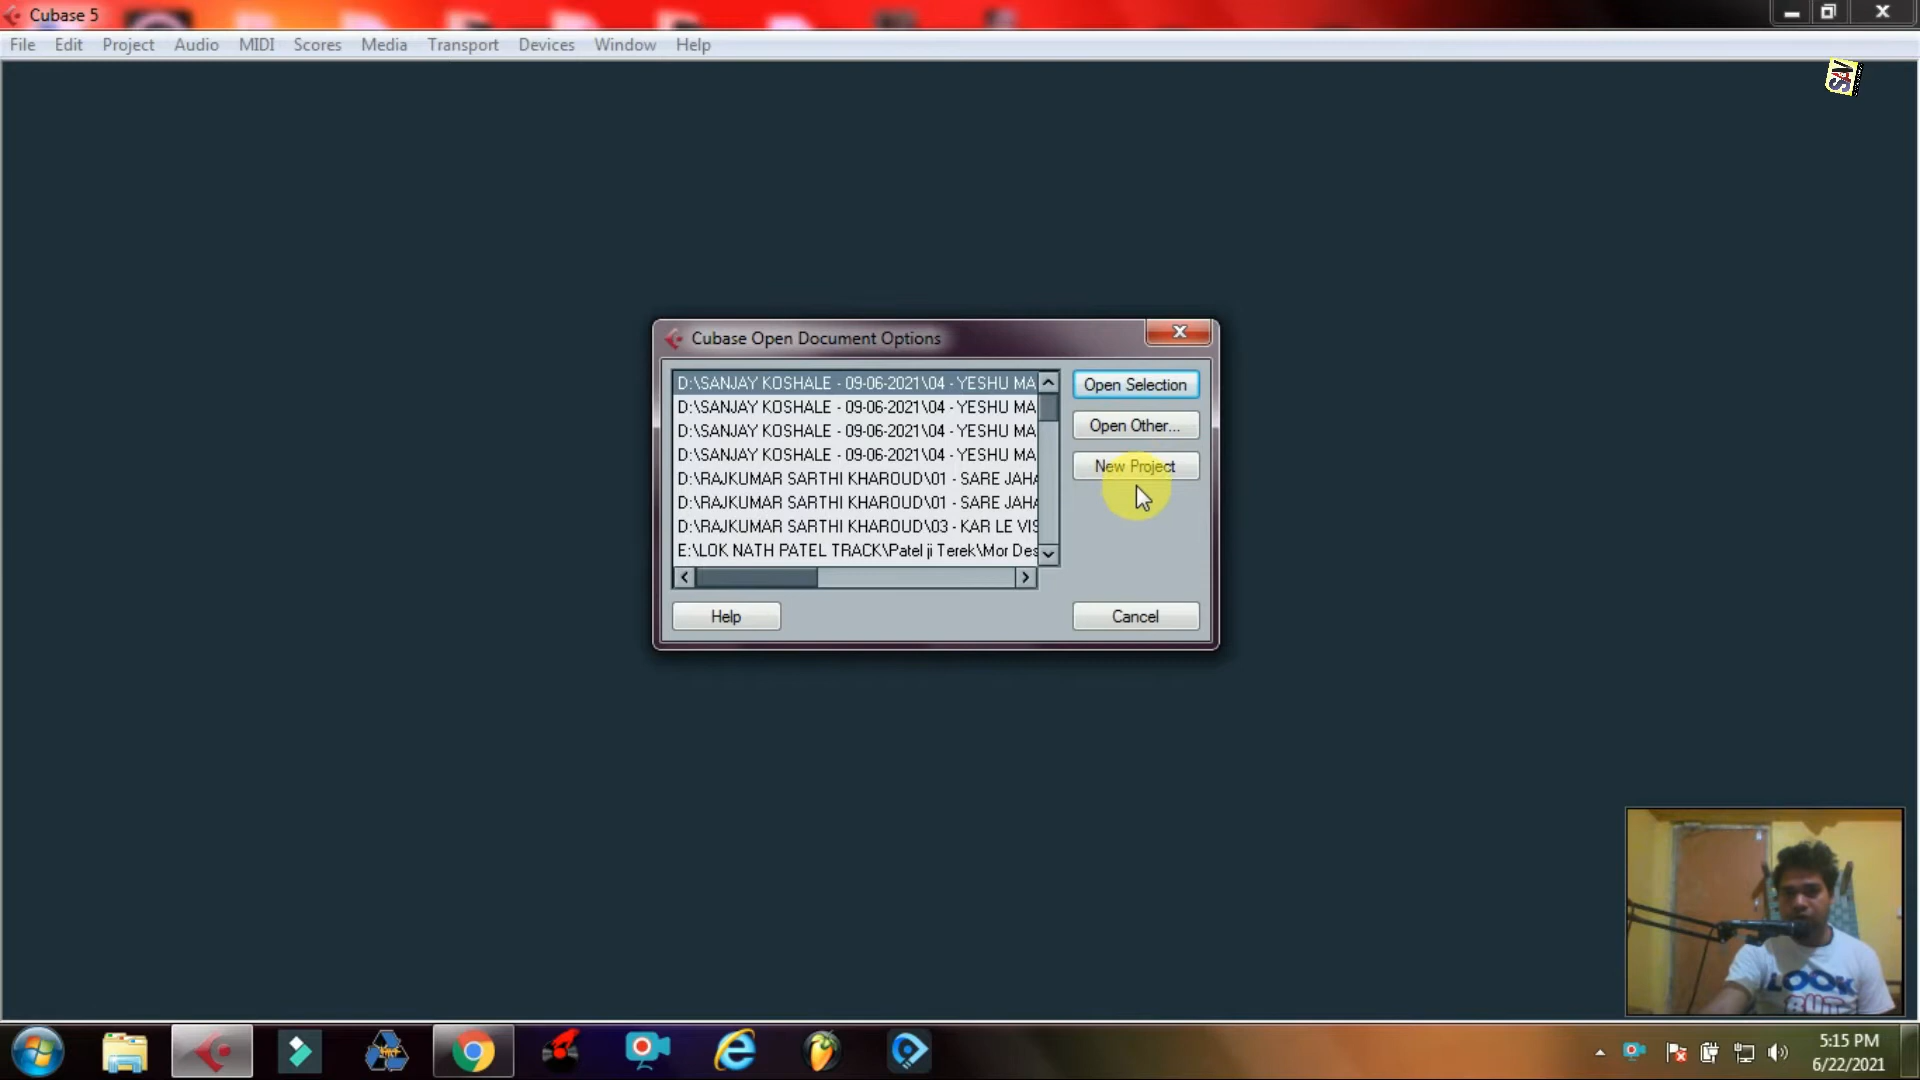 Cubase 5
File Edit Project Audio MIDI Scores Media Transport Devices Window Help
Cubase Open Document Options
D:\SANJAY KOSHALE - 09-06-2021\04 - YESHU MA
D:\SANJAY KOSHALE - 09-06-2021\04 - YESHU MA
D:\SANJAY KOSHALE - 09-06-2021\04 - YESHU MA
D:\SANJAY KOSHALE - 09-06-2021\04 - YESHU MA
D:\RAJKUMAR SARTHI KHAROUD\01 - SARE JAHA
D:\RAJKUMAR SARTHI KHAROUD\01 - SARE JAHA
D:\RAJKUMAR SARTHI KHAROUD\03 - KAR LE VIS
E:\LOK NATH PATEL TRACK\Patel ji Terek\Mor Des
Open Selection
Open Other...
New Project
Help
Cancel
LOOK
BUT
5:15 PM
6/22/2021